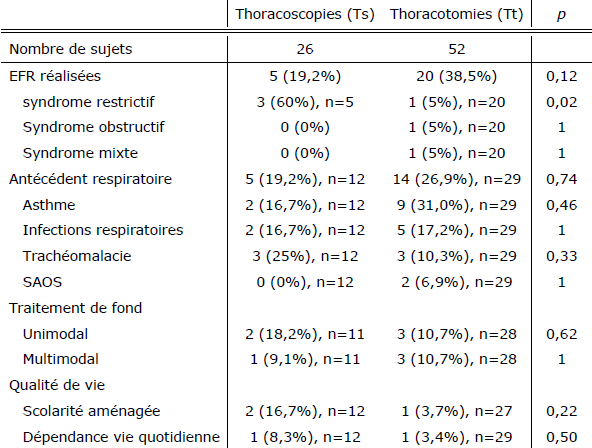 Thoracoscopies (Ts) Thoracotomies (Tt) p
Nombre de sujets 26 52
EFR réalisées 5 (19,2%) 20 (38,5%) 0,12
syndrome restrictif 3 (60%), n=5 1 (5%), n=20 0,02
Syndrome obstructif 0 (0%) 1 (5%), n=20 1
Syndrome mixte 0 (0%) 1 (5%), n=20 1
Antécédent respiratoire 5 (19,2%), n=12 14 (26,9%), n=29 0,74
Asthme 2 (16,7%), n=12 9 (31,0%), n=29 0,46
Infections respiratoires 2 (16,7%), n=12 5 (17,2%), n=29 1
Trachéomalacie 3 (25%), n=12 3 (10,3%), n=29 0,33
SAOS 0 (0%), n=12 2 (6,9%), n=29 1
Traitement de fond
Unimodal 2 (18,2%), n=11 3 (10,7%), n=28 0,62
Multimodal 1 (9,1%), n=11 3 (10,7%), n=28 1
Qualité de vie
Scolarité aménagée 2 (16,7%), n=12 1 (3,7%), n=27 0,22
Dépendance vie quotidienne 1 (8,3%), n=12 1 (3,4%), n=29 0,50